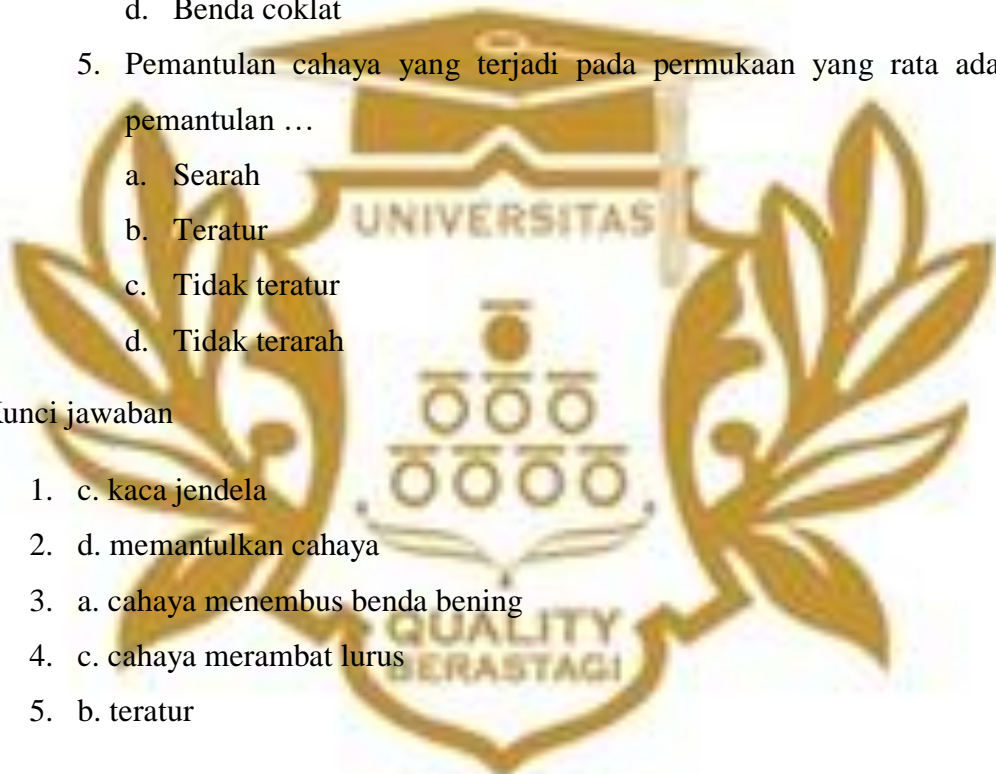 d. Benda coklat
5. Pemantulan cahaya yang terjadi pada permukaan yang rata ada
pemantulan …
a. Searah
b. Teratur
c. Tidak teratur
d. Tidak terarah
Kunci jawaban
1. c. kaca jendela
2. d. memantulkan cahaya
3. a. cahaya menembus benda bening
4. c. cahaya merambat lurus
5. b. teratur
UNIVERSITAS
QUALITY
BERASTAGI